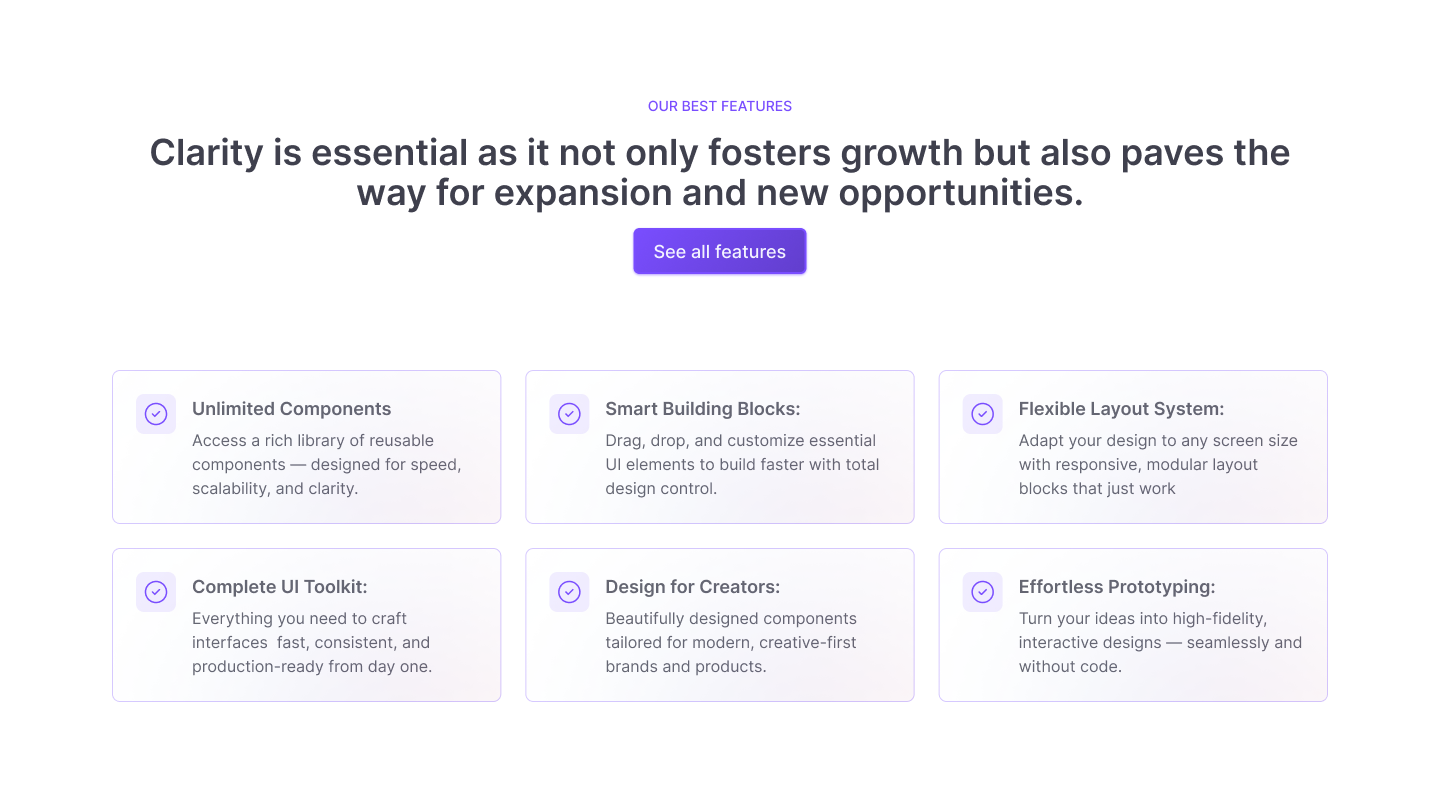 OUR BEST FEATURES
Clarity is essential as it not only fosters growth but also paves the
way for expansion and new opportunities.
See all features
Unlimited Components
Access a rich library of reusable
components — designed for speed,
scalability, and clarity.
Smart Building Blocks:
Drag, drop, and customize essential
UI elements to build faster with total
design control.
Flexible Layout System:
Adapt your design to any screen size
with responsive, modular layout
blocks that just work
Complete UI Toolkit:
Everything you need to craft
interfaces  fast, consistent, and
production-ready from day one.
Design for Creators:
Beautifully designed components
tailored for modern, creative-first
brands and products.
Effortless Prototyping:
Turn your ideas into high-fidelity,
interactive designs — seamlessly and
without code.